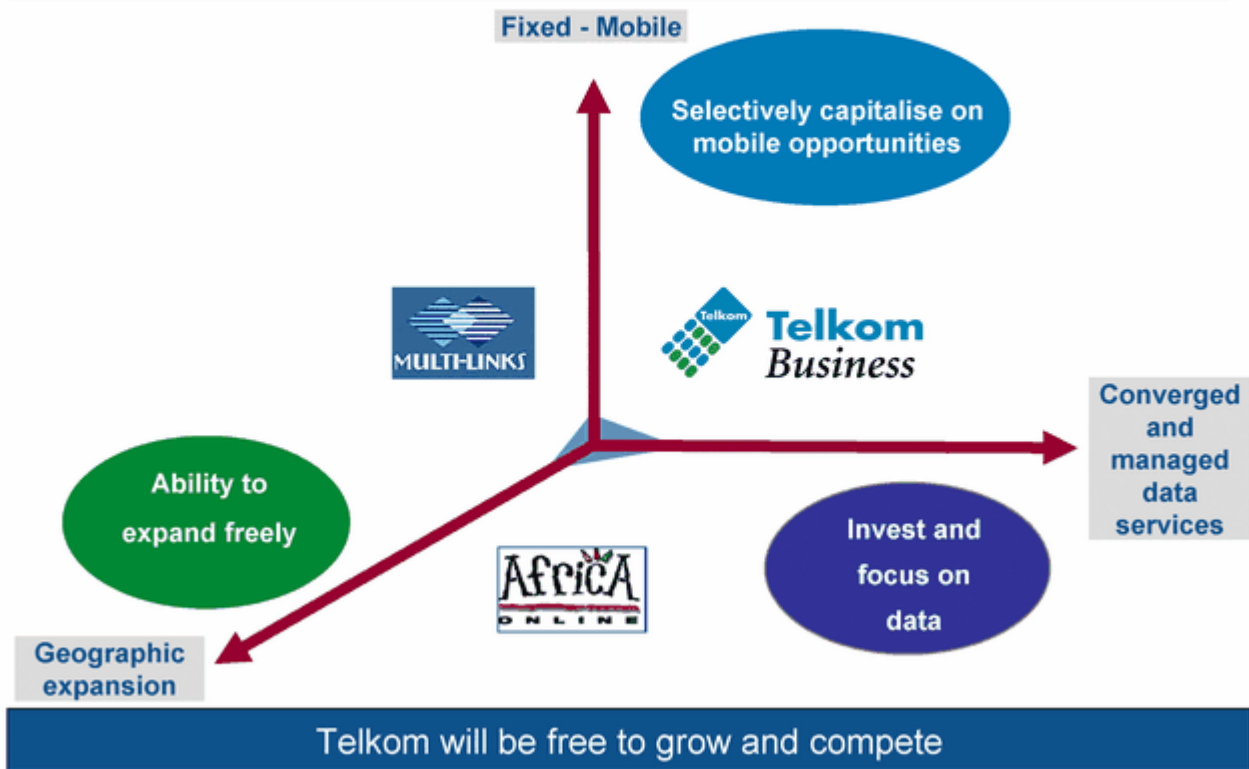 Fixed - Mobile
Selectively capitalise on
mobile opportunities
MULTI-LINKS
Telkom
Telkom
Business
Converged
and
managed
data
services
Ability to
expand freely
Invest and
focus on
data
AfricA
ONLINE
Geographic
expansion
Telkom will be free to grow and compete